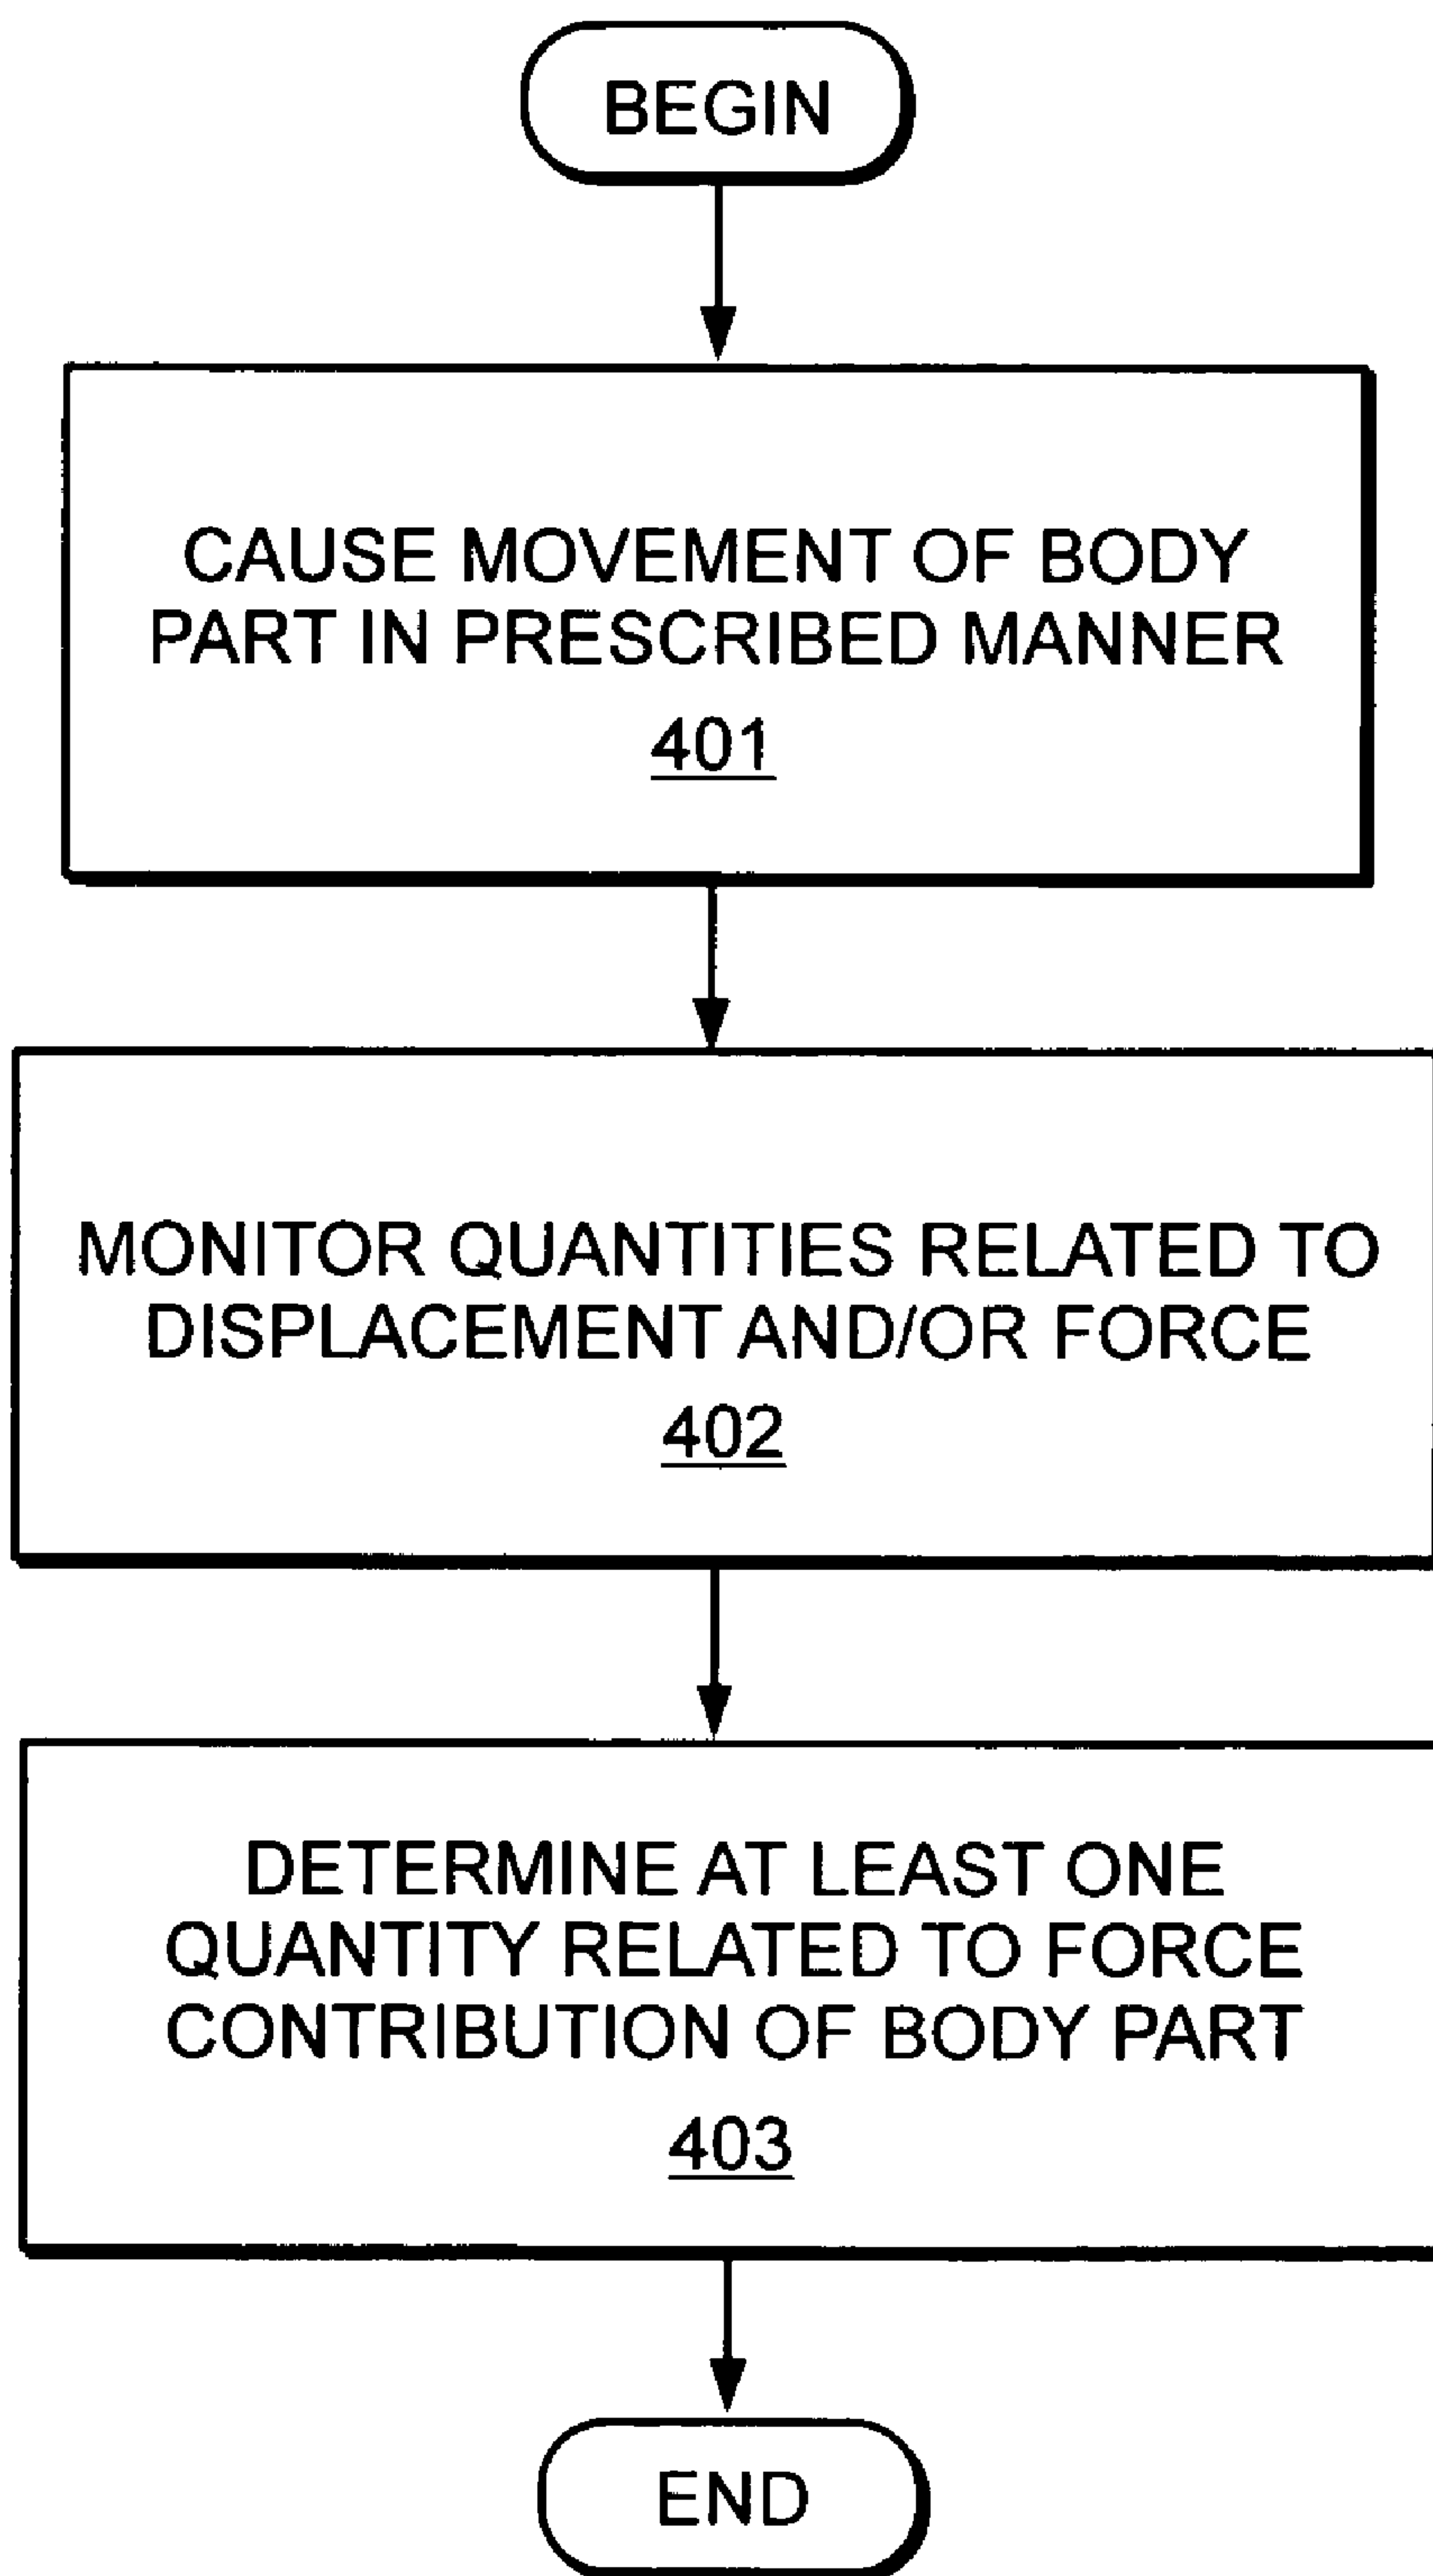 BEGIN
CAUSE MOVEMENT OF BODY
PART IN PRESCRIBED MANNER
401
MONITOR QUANTITIES RELATED TO
DISPLACEMENT AND/OR FORCE
402
DETERMINE AT LEAST ONE
QUANTITY RELATED TO FORCE
CONTRIBUTION OF BODY PART
403
END